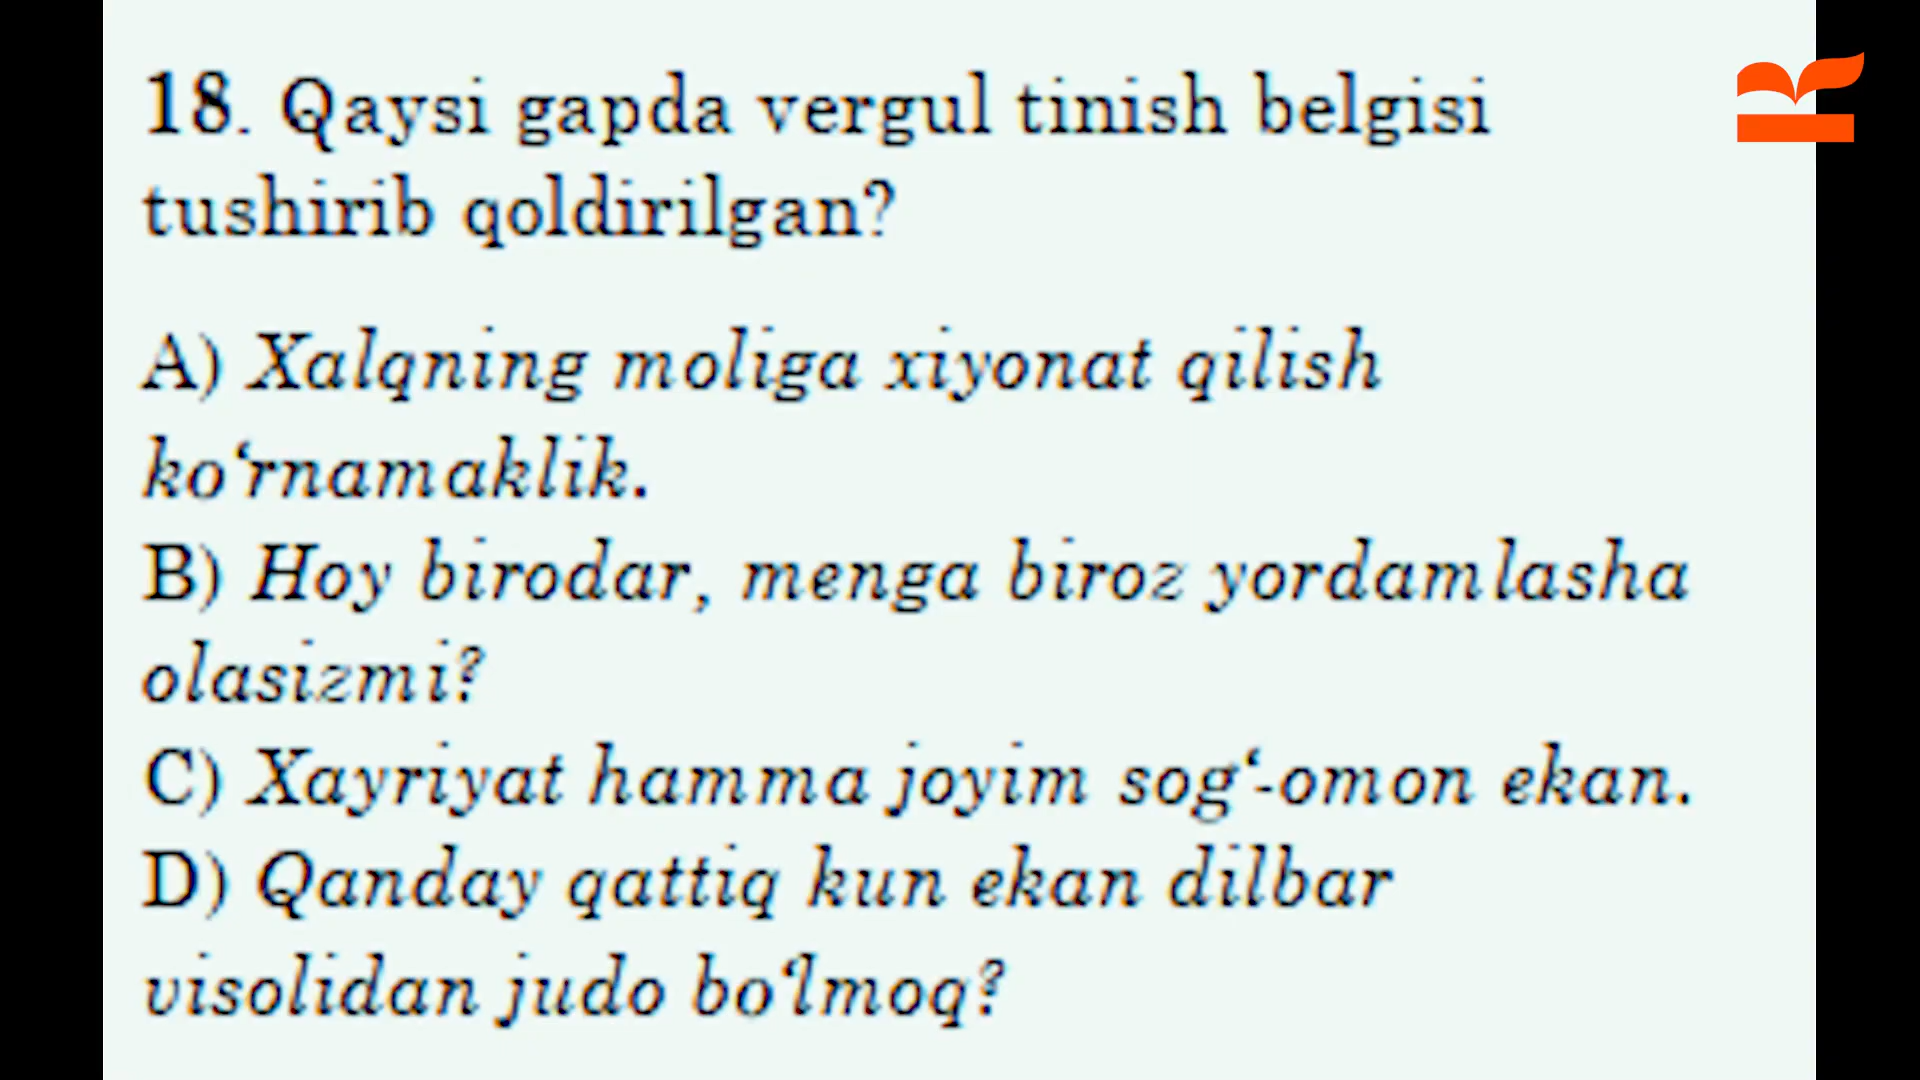 18. Qaysi gapda vergul tinish belgisi
tushirib qoldirilgan?
A) Xalqning moliga xiyonat qilish
ko‘rnamaklik.
B) Hoy birodar, menga biroz yordamlasha
olasizmi?
C) Xayriyat hamma joyim sog‘-omon ekan.
D) Qanday qattiq kun ekan dilbar
visolidan judo bo‘lmoq?